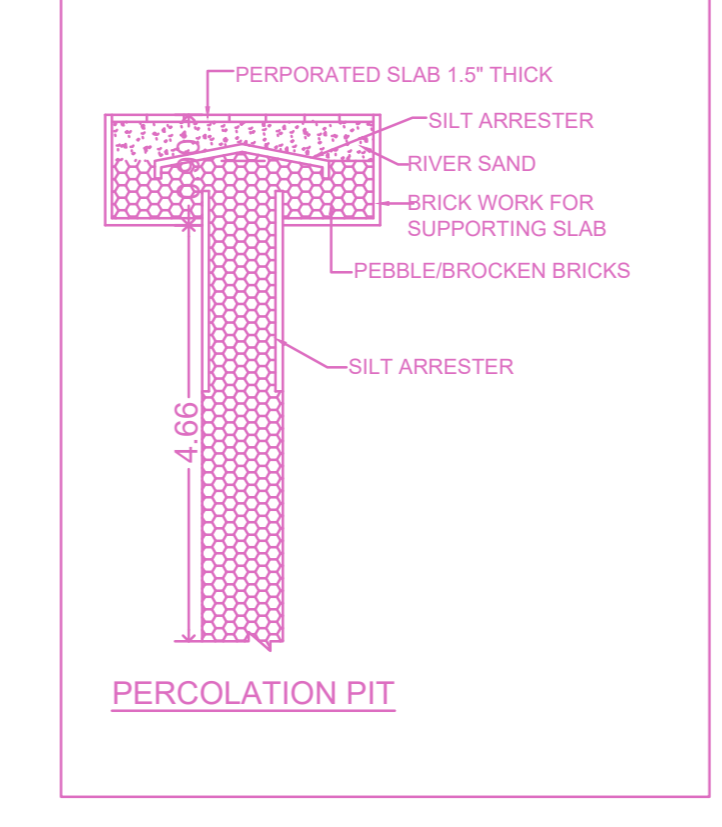 PERPORATED SLAB 1.5" THICK
SILT ARRESTER
RIVER SAND
BRICK WORK FOR
SUPPORTING SLAB
PEBBLE/BROCKEN BRICKS
SILT ARRESTER
4.66
PERCOLATION PIT